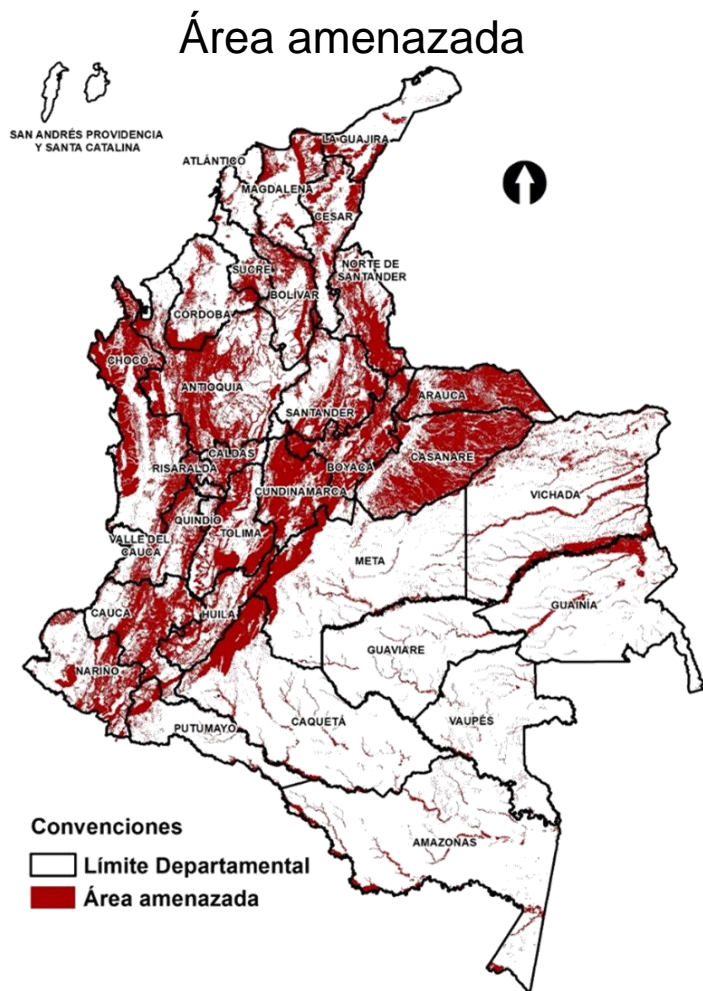 Área amenazada
SAN ANDRÉS PROVIDENCIA
Y SANTA CATALINA
LA GUAJIRA
ATLÁNTICO
MAGDALENA
CESAR
NORTE DE
SANTANDER
SUCRE
BOLÍVAR
CÓRDOBA
CHOCÓ
ANTIOQUIA
ARAUCA
SANTANDER
CALDAS
BOYACÁ
CASANARE
RISARALDA
CUNDINAMARCA
VICHADA
QUINDÍO
TOLIMA
VALLE DEL
CAUCA
META
GUAINÍA
CAUCA
HUILA
GUAVIARE
NARIÑO
PUTUMAYO
CAQUETÁ
VAUPÉS
AMAZONAS
Convenciones
Límite Departamental
Área amenazada